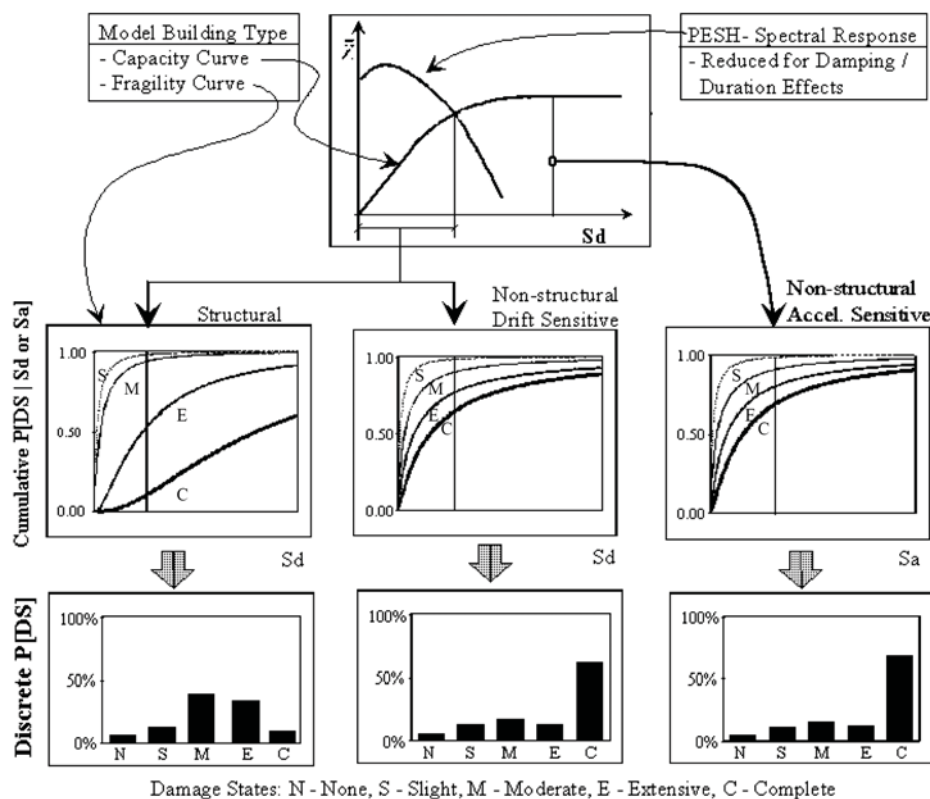 Model Building Type
- Capacity Curve
- Fragility Curve
PESH- Spectral Response
- Reduced for Damping /
Duration Effects
Sd
Structural
Non-structural
Drift Sensitive
Non-structural
Accel. Sensitive
Cumulative P[DS | Sd or Sa]
1.00
0.50
0.00
S
M
E
C
Sd
1.00
0.50
0.00
S
M
E
C
Sd
1.00
0.50
0.00
S
M
E
C
Sa
Discrete P[DS]
100%
50%
0%
N S M E C
100%
50%
0%
N S M E C
100%
50%
0%
N S M E C
Damage States: N - None, S - Slight, M - Moderate, E - Extensive, C - Complete